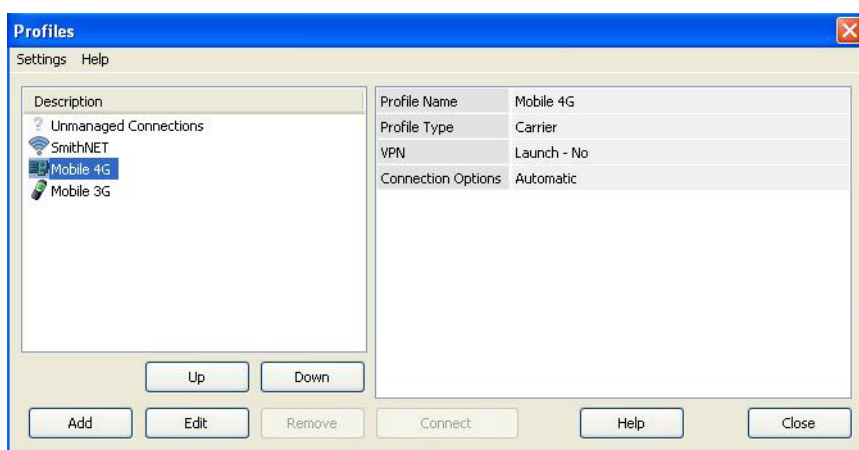 Profiles
Settings Help
Description
Unmanaged Connections
SmithNET
Mobile 4G
Mobile 3G
Profile Name Mobile 4G
Profile Type Carrier
VPN Launch - No
Connection Options Automatic
Up Down
Add Edit Remove Connect Help Close